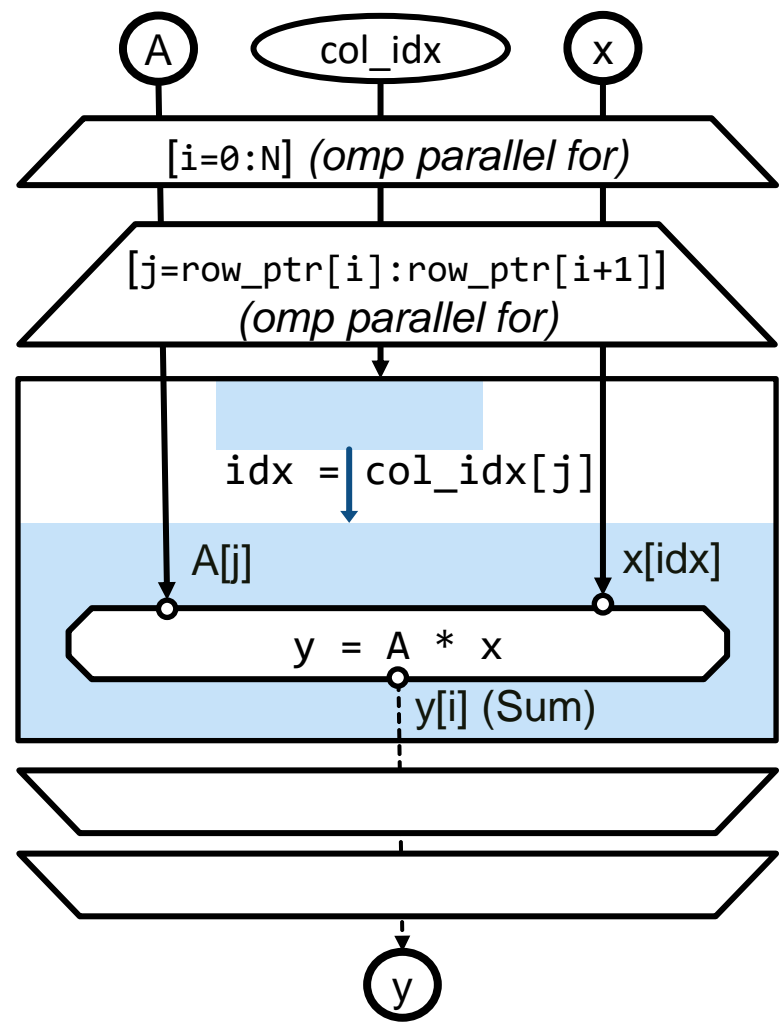 A
col_idx
x
[i=0:N] (omp parallel for)
[j=row_ptr[i]:row_ptr[i+1]]
(omp parallel for)
idx = col_idx[j]
A[j]
x[idx]
y = A * x
y[i] (Sum)
y